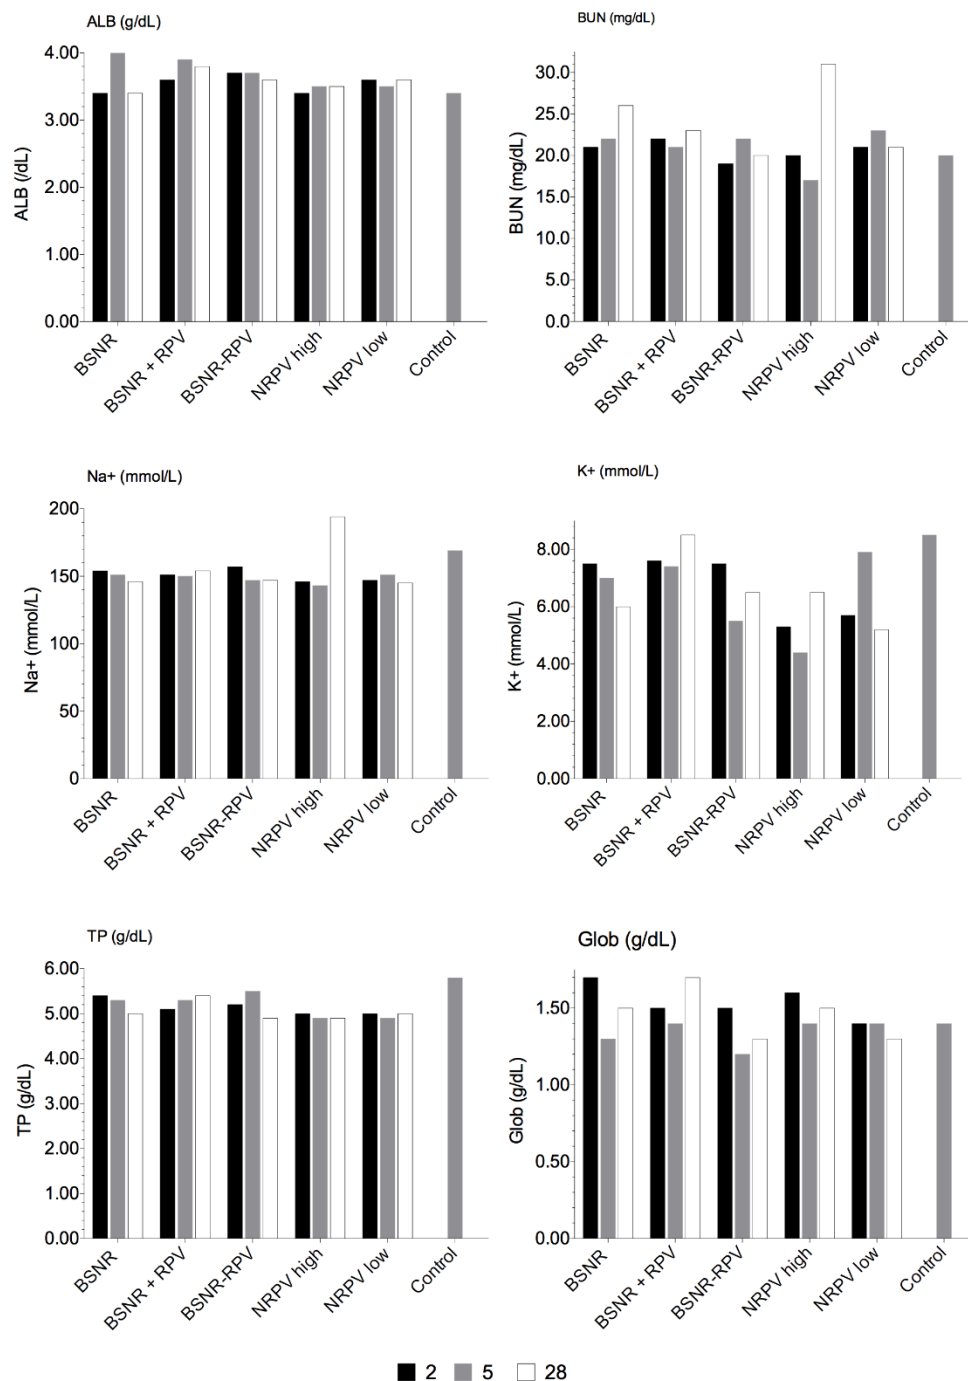 ALB (g/dL)
4.00
3.00
2.00
1.00
0.00
ALB (/dL)
BSNR
BSNR + RPV
BSNR-RPV
NRPV high
NRPV low
Control
BUN (mg/dL)
30.0
25.0
20.0
15.0
10.0
5.0
0.00
BUN (mg/dL)
BSNR
BSNR + RPV
BSNR-RPV
NRPV high
NRPV low
Control
Na+ (mmol/L)
200
150
100
50
0
Na+ (mmol/L)
BSNR
BSNR + RPV
BSNR-RPV
NRPV high
NRPV low
Control
K+ (mmol/L)
8.00
6.00
4.00
2.00
0.00
K+ (mmol/L)
BSNR
BSNR + RPV
BSNR-RPV
NRPV high
NRPV low
Control
TP (g/dL)
6.00
5.00
4.00
3.00
2.00
1.00
0.00
TP (g/dL)
BSNR
BSNR + RPV
BSNR-RPV
NRPV high
NRPV low
Control
Glob (g/dL)
1.50
1.00
0.50
0.00
Glob (g/dL)
BSNR
BSNR + RPV
BSNR-RPV
NRPV high
NRPV low
Control
2 5 28